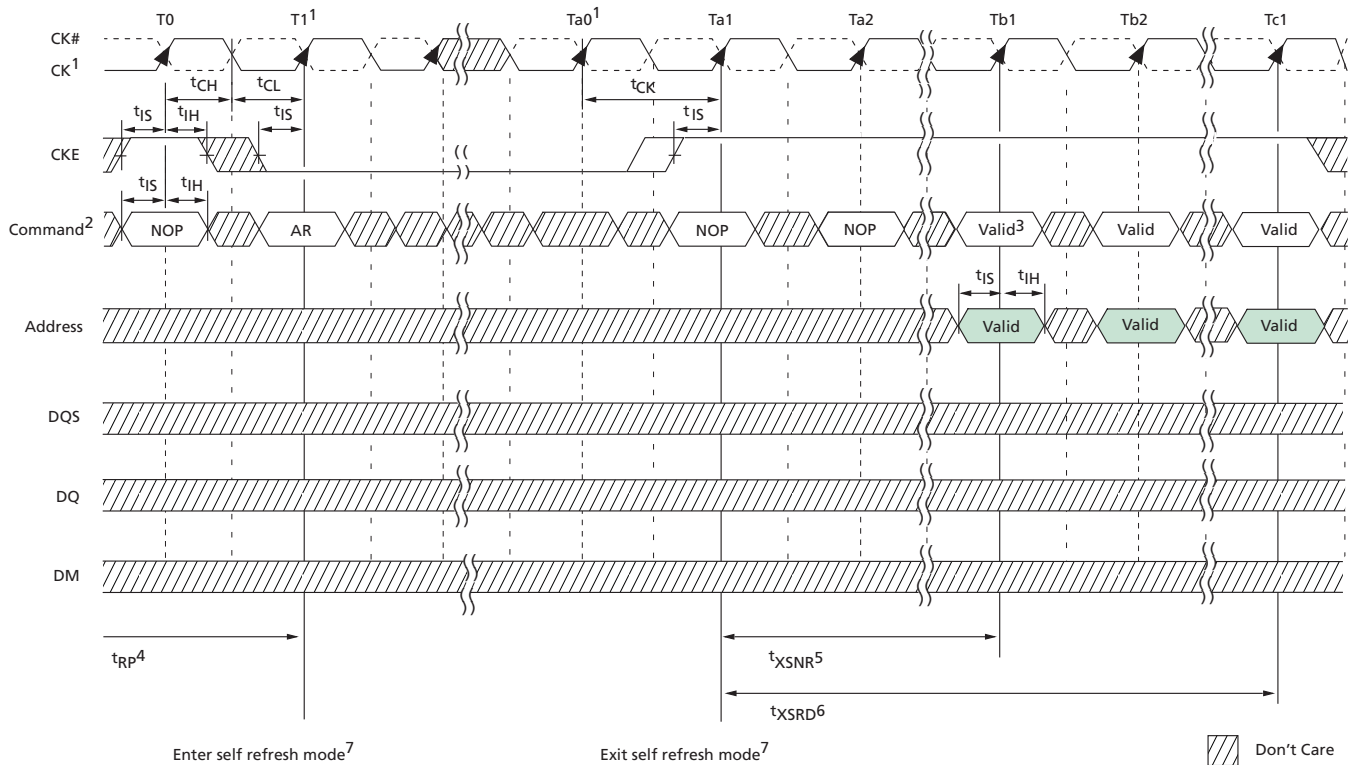 T0 T1¹ Ta0¹ Ta1 Ta2 Tb1 Tb2 Tc1
CK#
CK¹
tCH tCL tCK
tIS tIH tIS tIS
CKE
tIS tIH
Command² NOP AR NOP NOP Valid³ Valid Valid
tIS tIH
Address Valid Valid Valid
DQS
DQ
DM
tRP⁴ tXSNR⁵
tXSRD⁶
Enter self refresh mode⁷ Exit self refresh mode⁷ Don't Care